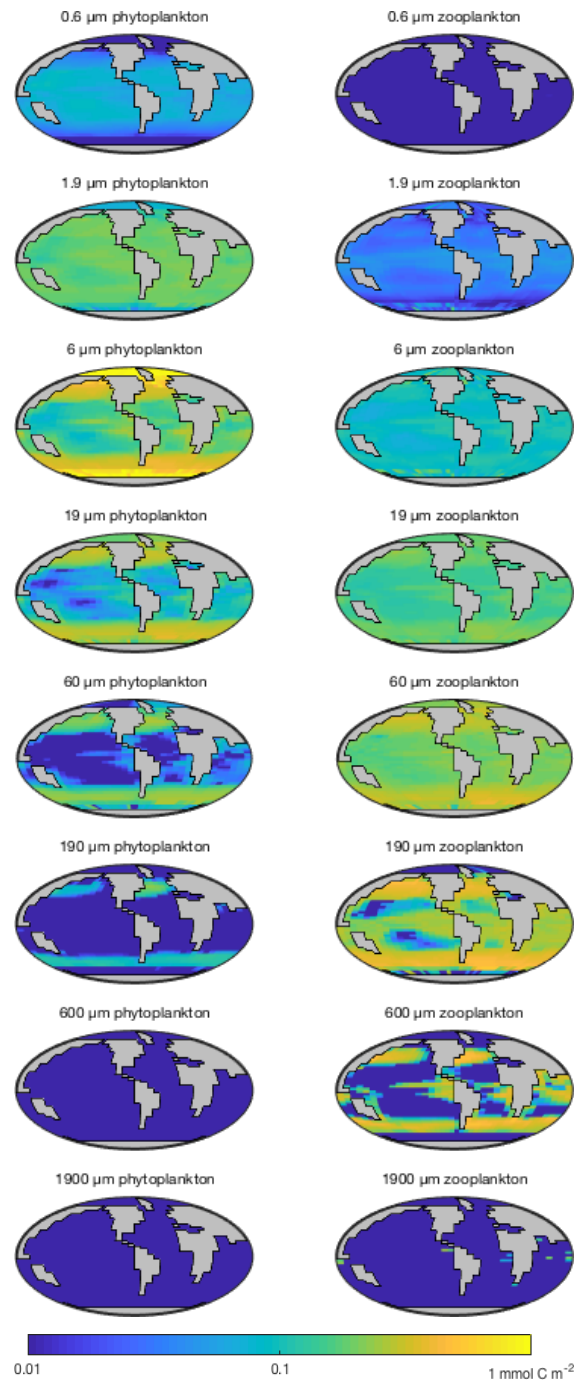 0.6 µm phytoplankton
0.6 µm zooplankton
1.9 µm phytoplankton
1.9 µm zooplankton
6 µm phytoplankton
6 µm zooplankton
19 µm phytoplankton
19 µm zooplankton
60 µm phytoplankton
60 µm zooplankton
190 µm phytoplankton
190 µm zooplankton
600 µm phytoplankton
600 µm zooplankton
1900 µm phytoplankton
1900 µm zooplankton
0.01 0.1 1 mmol C m⁻²